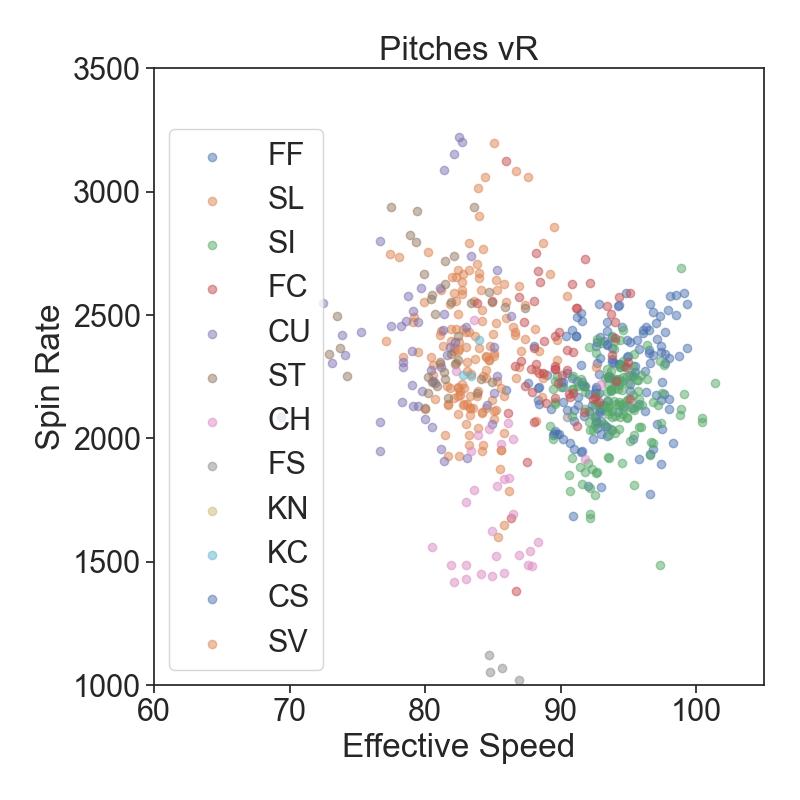 Pitches vR
3500
3000
2500
2000
1500
1000
Spin Rate
FF
SL
SI
FC
CU
ST
CH
FS
KN
KC
CS
SV
60 70 80 90 100
Effective Speed